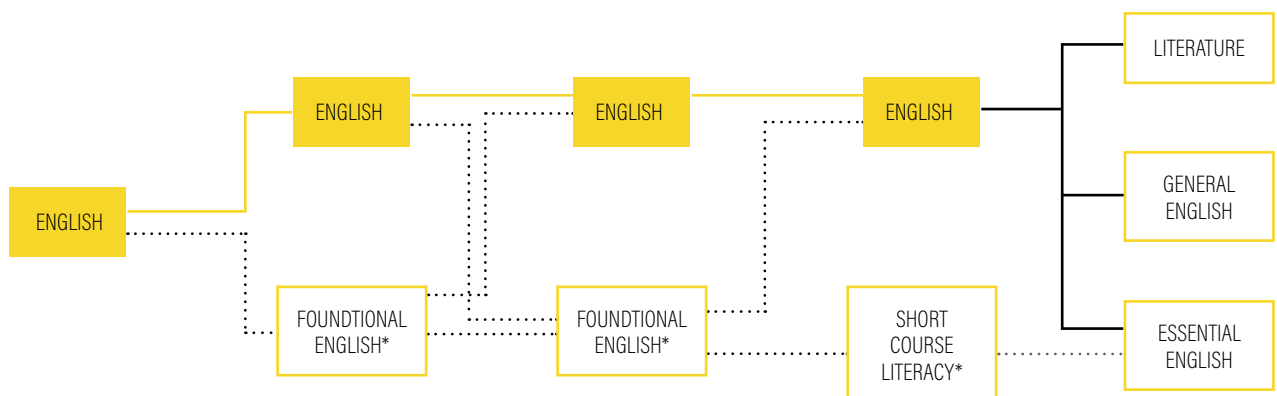 LITERATURE
ENGLISH
ENGLISH
ENGLISH
GENERAL
ENGLISH
ENGLISH
FOUNDTIONAL
ENGLISH*
FOUNDTIONAL
ENGLISH*
SHORT
COURSE
LITERACY*
ESSENTIAL
ENGLISH